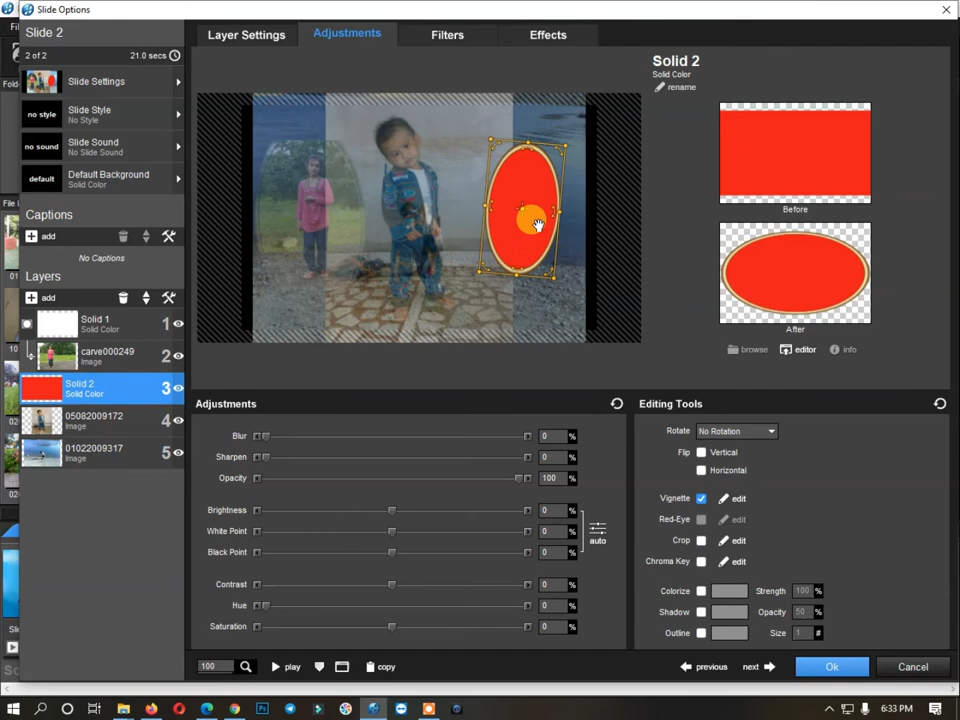 Slide Options
Slide 2
2 of 2
21.0 secs
Slide Settings
no style
Slide Style
No Style
no sound
Slide Sound
No Slide Sound
default
Default Background
Solid Color
Captions
add
No Captions
Layers
add
Solid 1
Solid Color
1
carve000249
Image
2
Solid 2
Solid Color
3
05082009172
Image
4
01022009317
Image
5
Layer Settings
Adjustments
Filters
Effects
Solid 2
Solid Color
rename
Before
After
browse
editor
info
Adjustments
Blur
0
%
Sharpen
0
%
Opacity
100
%
Brightness
0
%
White Point
0
%
Black Point
0
%
auto
Contrast
0
%
Hue
0
%
Saturation
0
%
Editing Tools
Rotate
No Rotation
Flip
Vertical
Horizontal
Vignette
edit
Red-Eye
edit
Crop
edit
Chroma Key
edit
Colorize
Strength
100
%
Shadow
Opacity
50
%
Outline
Size
1
#
100
play
copy
previous
next
Ok
Cancel
6:33 PM